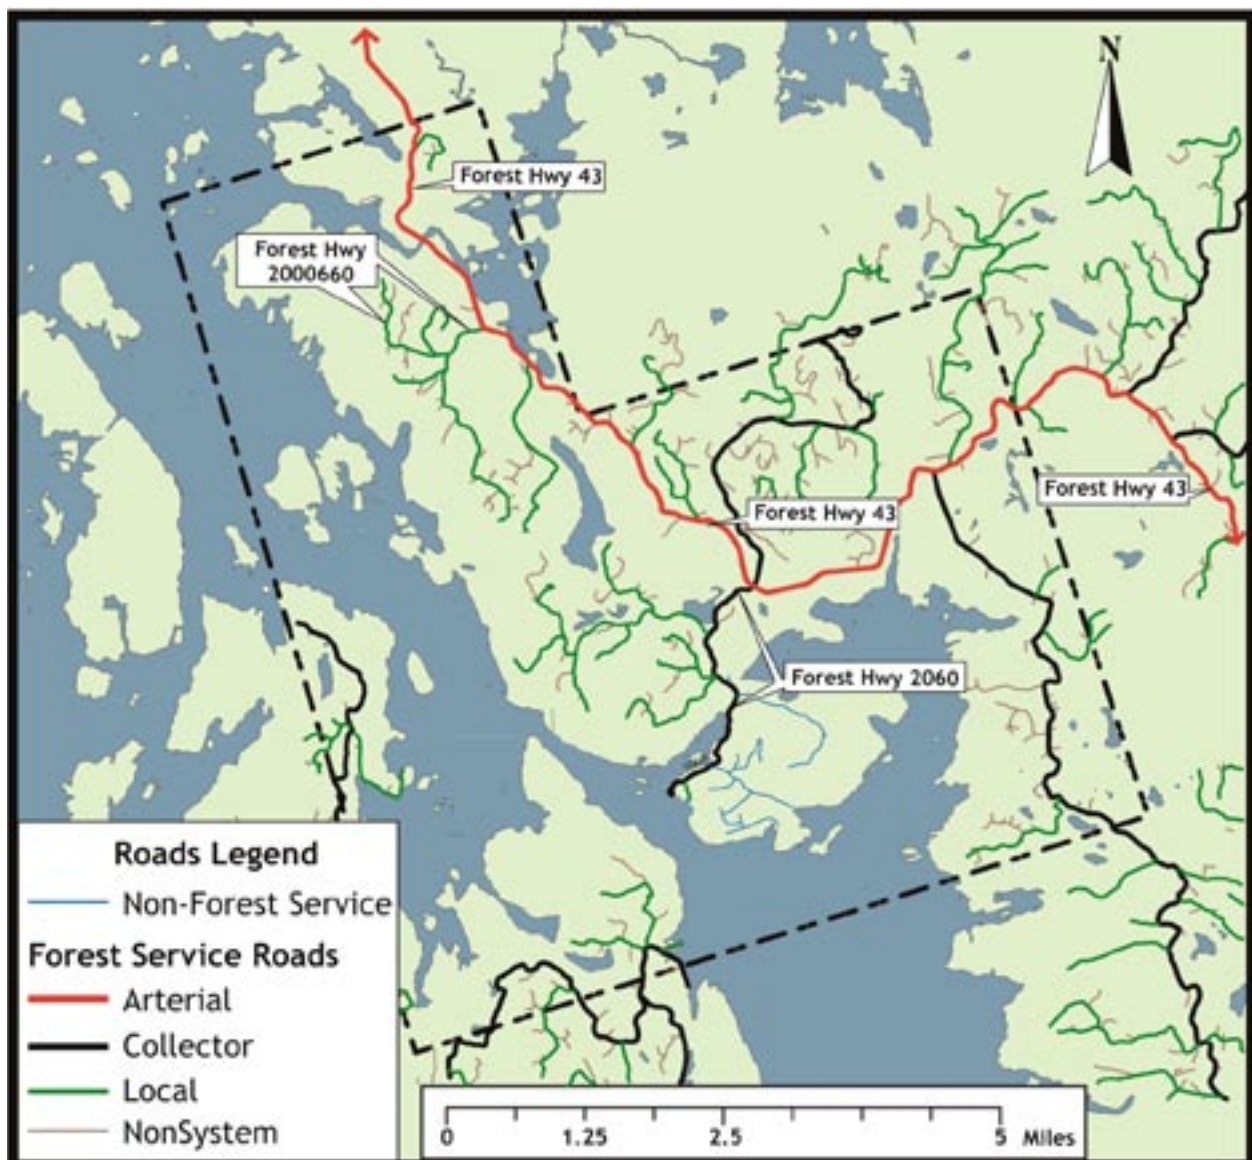 N
Forest Hwy 43
Forest Hwy
2000660
Forest Hwy 43
Forest Hwy 43
Forest Hwy 2060
Roads Legend
Non-Forest Service
Forest Service Roads
Arterial
Collector
Local
NonSystem
0 1.25 2.5 5 Miles